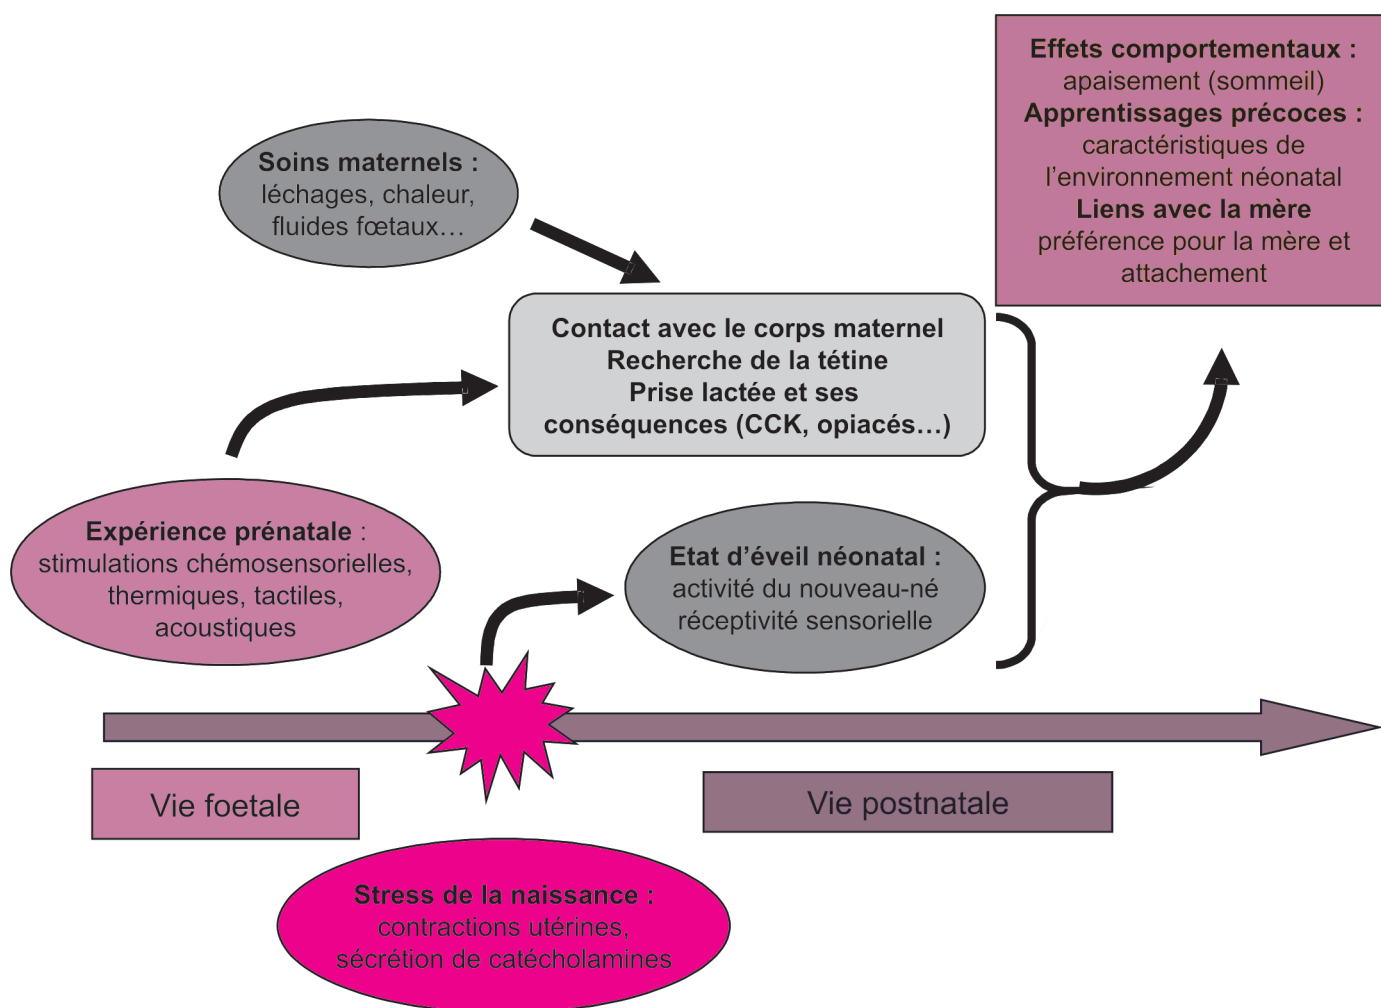 Effets comportementaux :
apaisement (sommeil)
Apprentissages précoces :
caractéristiques de
l’environnement néonatal
Liens avec la mère
préférence pour la mère et
attachement
Soins maternels :
léchages, chaleur,
fluides fœtaux…
Contact avec le corps maternel
Recherche de la tétine
Prise lactée et ses
conséquences (CCK, opiacés…)
Expérience prénatale :
stimulations chémosensorielles,
thermiques, tactiles,
acoustiques
Etat d’éveil néonatal :
activité du nouveau-né
réceptivité sensorielle
Vie foetale
Vie postnatale
Stress de la naissance :
contractions utérines,
sécrétion de catécholamines